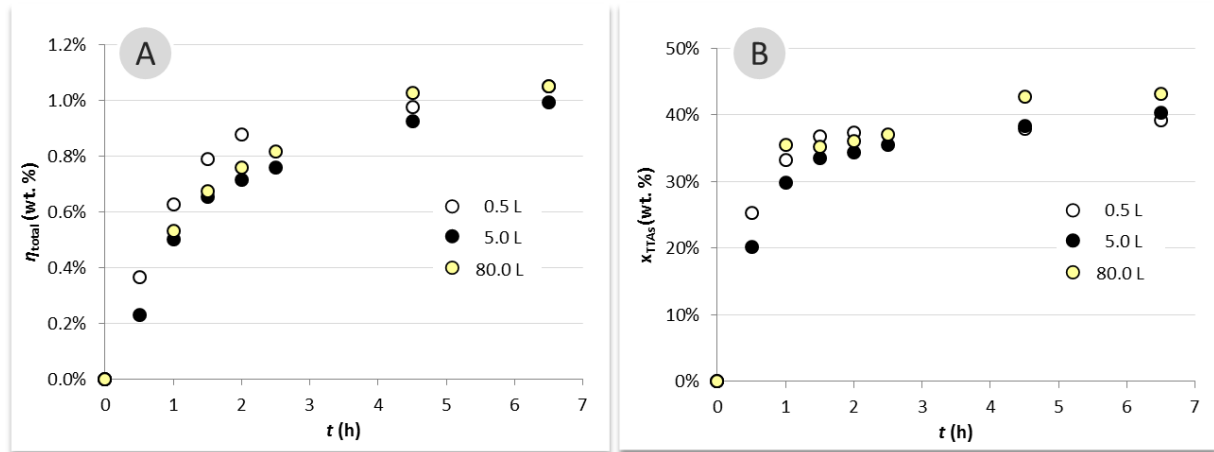 A
1.2%
1.0%
0.8%
0.6%
0.4%
0.2%
0.0%
η total (wt. %)
0 1 2 3 4 5 6 7
t (h)
0.5 L
5.0 L
80.0 L
B
50%
40%
30%
20%
10%
0%
x TTAs (wt. %)
0 1 2 3 4 5 6 7
t (h)
0.5 L
5.0 L
80.0 L